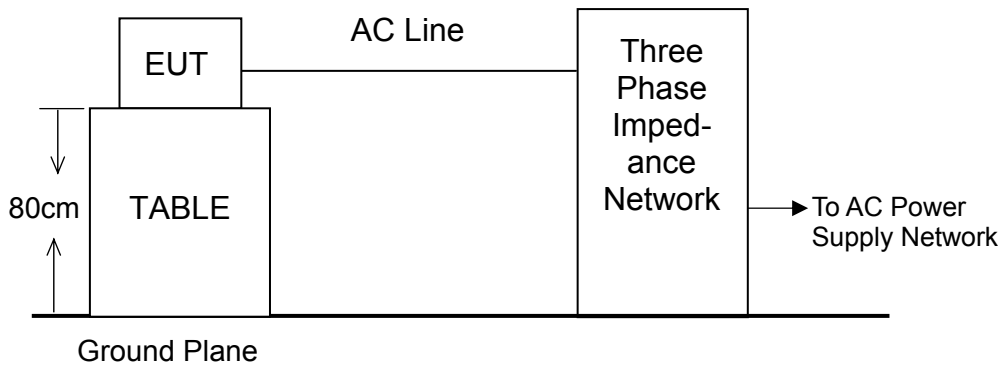 AC Line
EUT
Three
Phase
Imped-
ance
Network
80cm
TABLE
To AC Power
Supply Network
Ground Plane